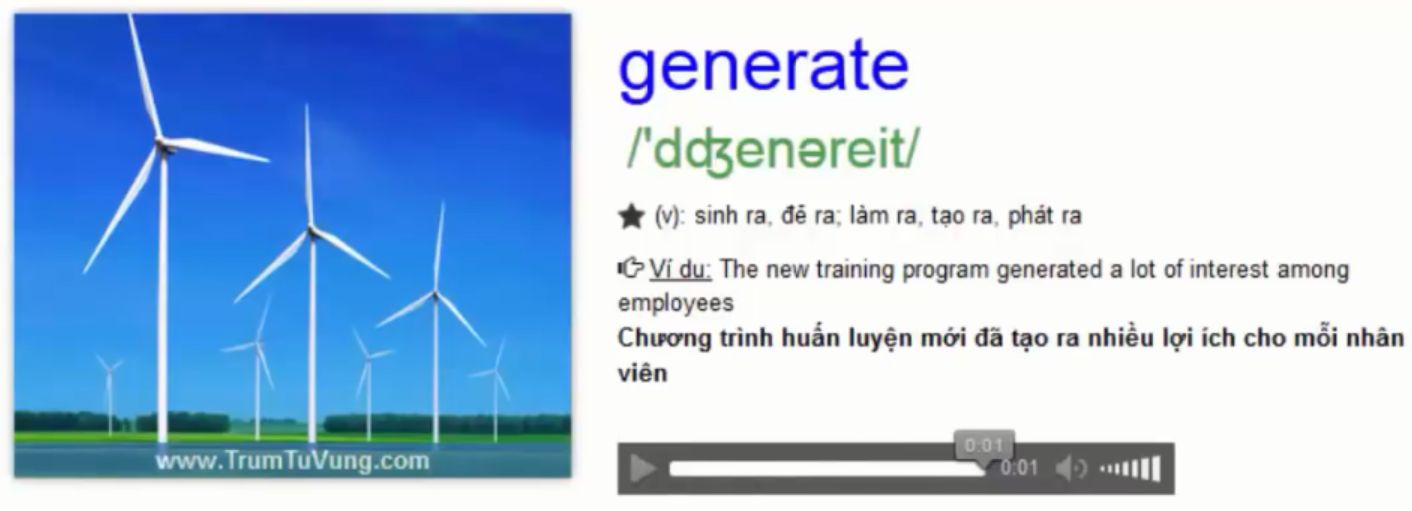 generate
/'dʤenəreit/
★ (v): sinh ra, đẻ ra; làm ra, tạo ra, phát ra
Ví du: The new training program generated a lot of interest among
employees
Chương trình huấn luyện mới đã tạo ra nhiều lợi ích cho mỗi nhân
viên
0:01
0:01
www.TrumTuVung.com